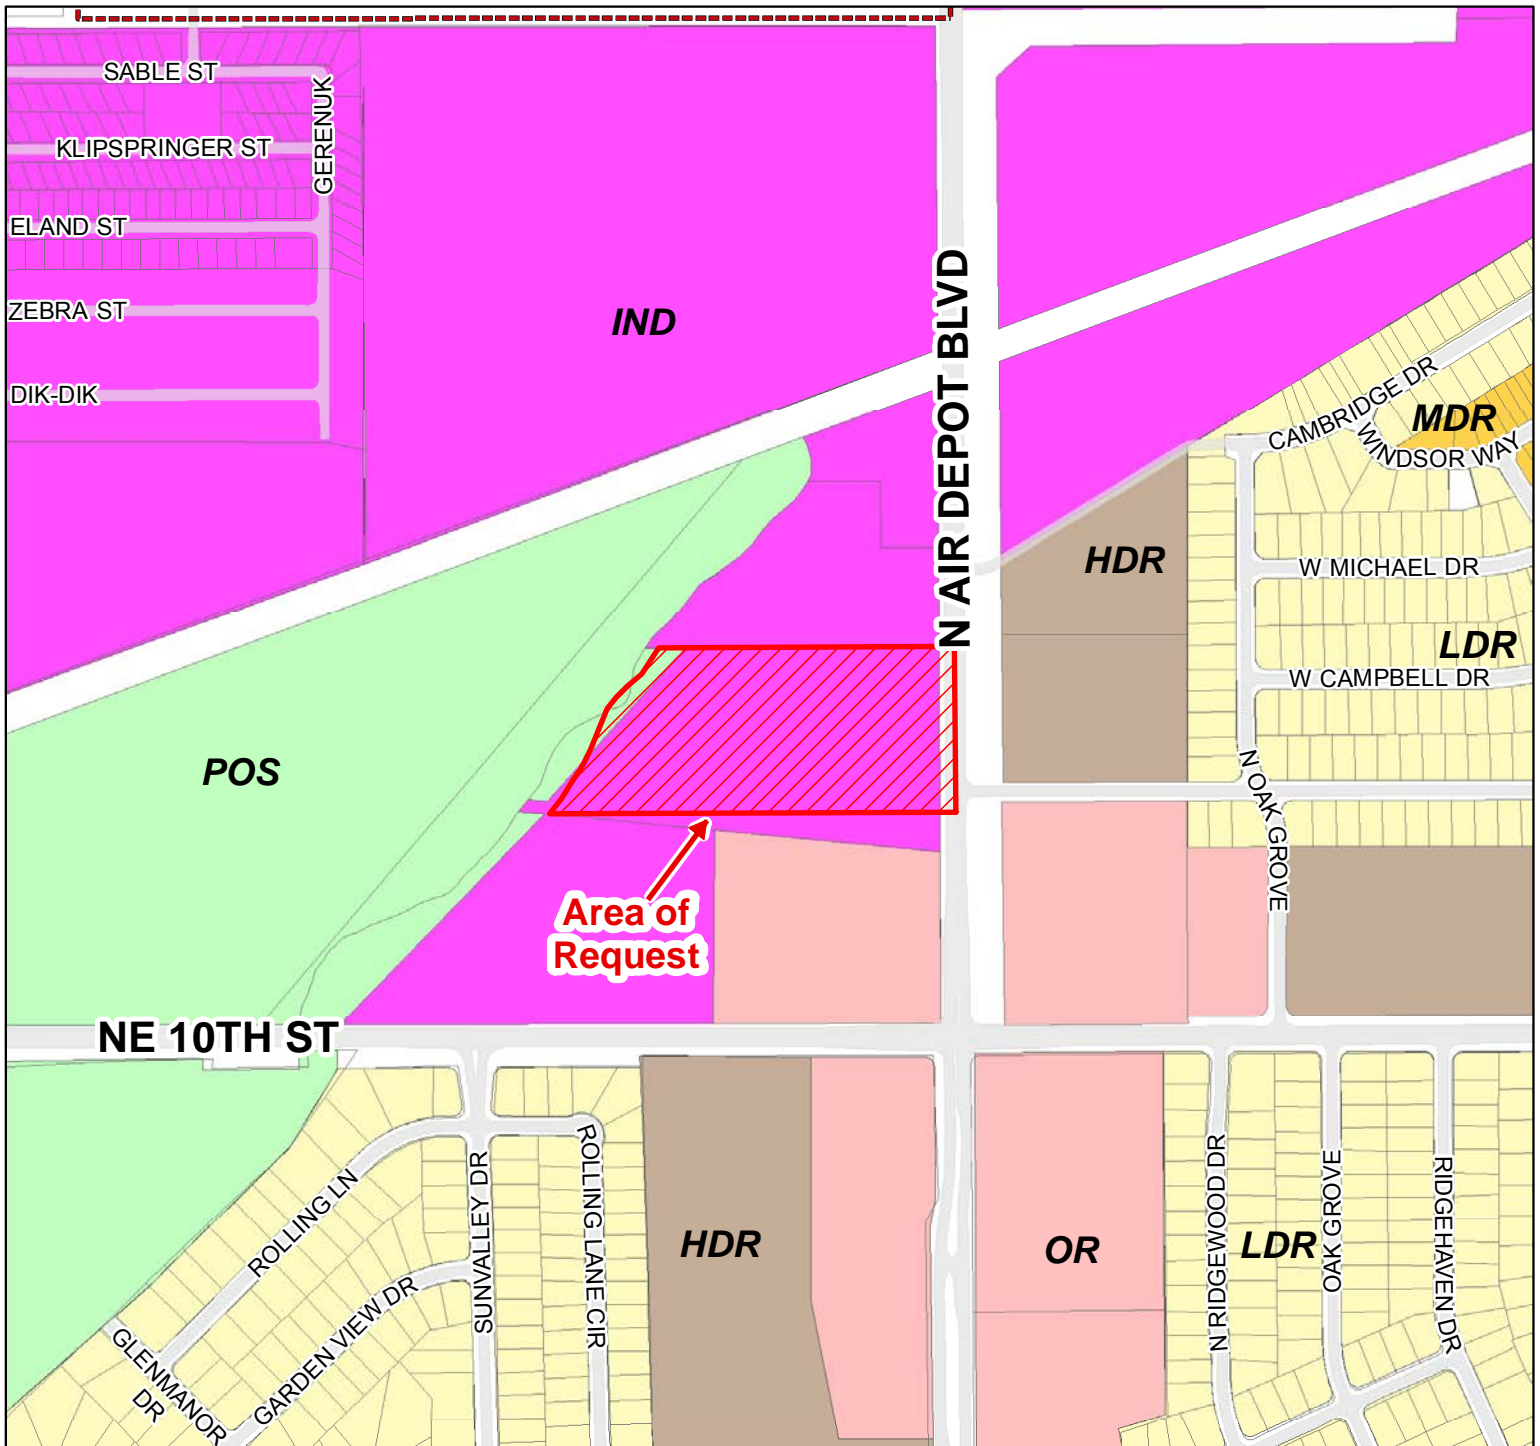 SABLE ST
GERENUK
KLIPSPRINGER ST
ELAND ST
ZEBRA ST
DIK-DIK
IND
N AIR DEPOT BLVD
CAMBRIDGE DR
MDR
WINDSOR WAY
HDR
W MICHAEL DR
LDR
W CAMPBELL DR
POS
N OAK GROVE
Area of
Request
NE 10TH ST
ROLLING LN
SUNVALLEY DR
ROLLING LANE CIR
GARDEN VIEW DR
GLENMANOR
DR
HDR
OR
N RIDGEWOOD DR
LDR
OAK GROVE
RIDGEHAVEN DR